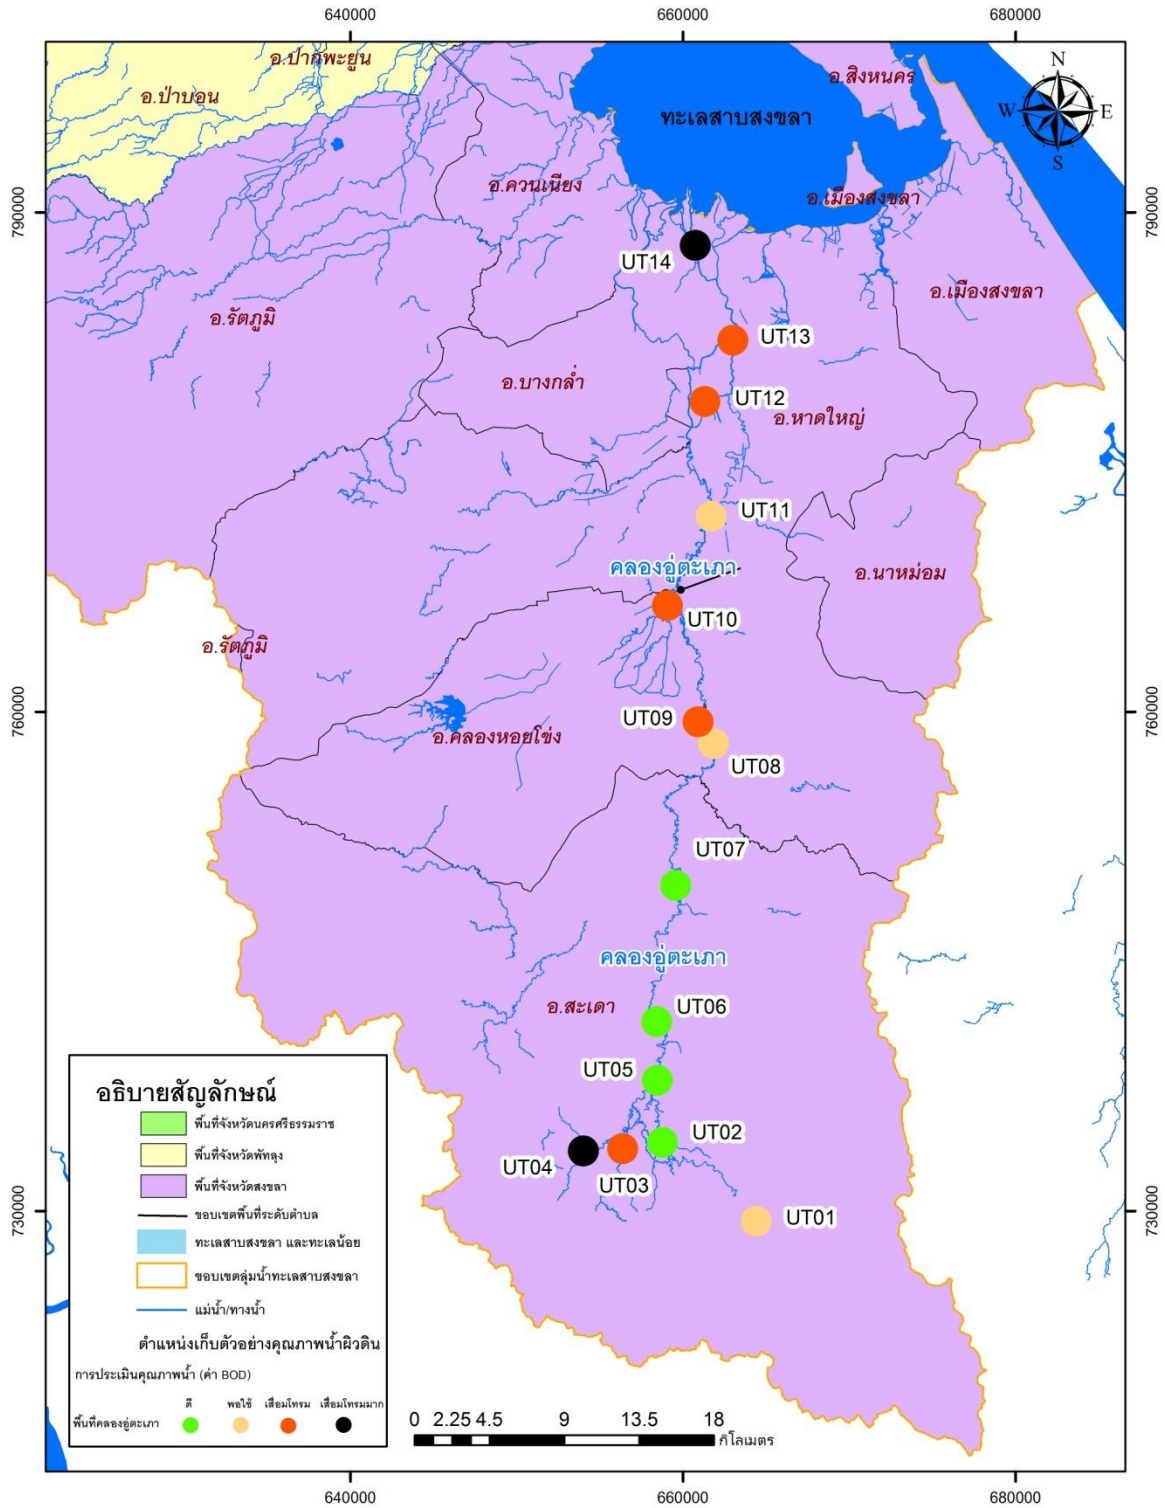 640000
660000
680000
N
W
E
S
อ.ปากพะยูน
อ.สิงหนคร
อ.ป่าบอน
ทะเลสาบสงขลา
อ.ควนเนียง
อ.เมืองสงขลา
790000
790000
UT14
อ.เมืองสงขลา
อ.รัตภูมิ
UT13
อ.บางกล่ำ
UT12
อ.หาดใหญ่
UT11
คลองอู่ตะเภา
อ.นาหม่อม
UT10
อ.รัตภูมิ
760000
760000
UT09
อ.คลองหอยโข่ง
UT08
UT07
คลองอู่ตะเภา
อ.สะเดา
UT06
UT05
UT02
UT04
UT03
UT01
730000
730000
อธิบายสัญลักษณ์
พื้นที่จังหวัดนครศรีธรรมราช
พื้นที่จังหวัดพัทลุง
พื้นที่จังหวัดสงขลา
ขอบเขตพื้นที่ระดับตำบล
ทะเลสาบสงขลา และทะเลน้อย
ขอบเขตลุ่มน้ำทะเลสาบสงขลา
แม่น้ำ/ทางน้ำ
ตำแหน่งเก็บตัวอย่างคุณภาพน้ำผิวดิน
การประเมินคุณภาพน้ำ (ค่า BOD)
ดี พอใช้ เสื่อมโทรม เสื่อมโทรมมาก
พื้นที่คลองอู่ตะเภา
0 2.25 4.5 9 13.5 18
กิโลเมตร
640000
660000
680000